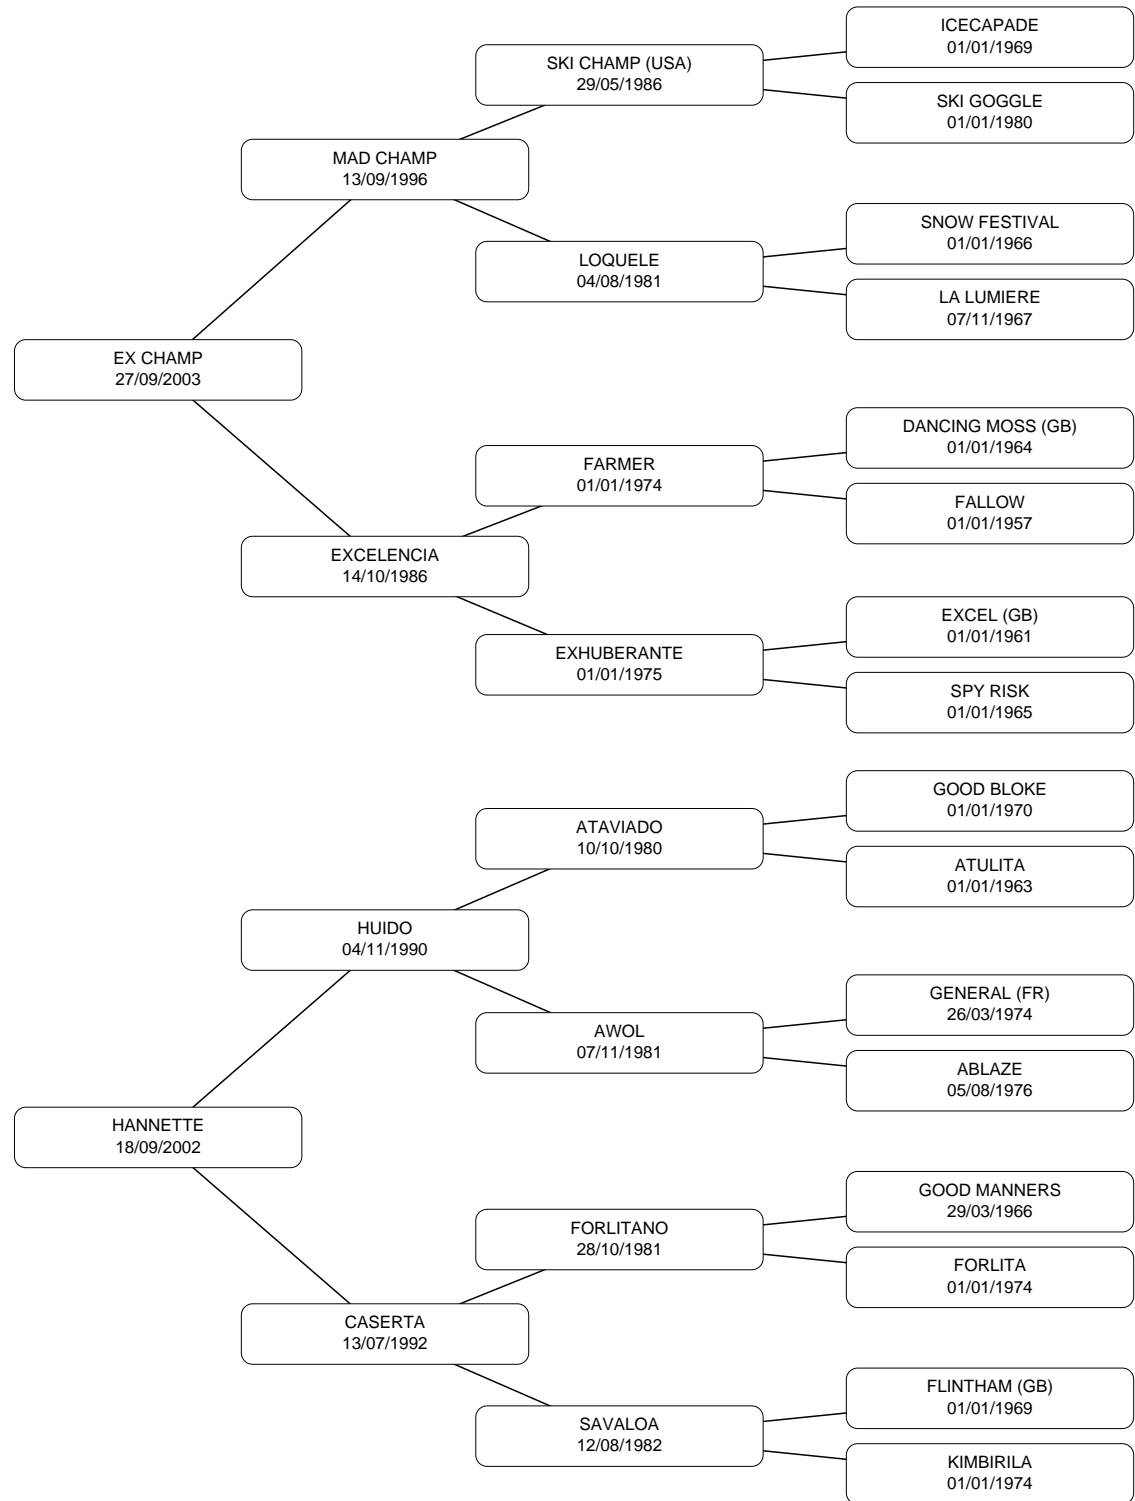 ICECAPADE
01/01/1969
SKI CHAMP (USA)
29/05/1986
SKI GOGGLE
01/01/1980
MAD CHAMP
13/09/1996
SNOW FESTIVAL
01/01/1966
LOQUELE
04/08/1981
LA LUMIERE
07/11/1967
EX CHAMP
27/09/2003
DANCING MOSS (GB)
01/01/1964
FARMER
01/01/1974
FALLOW
01/01/1957
EXCELENCIA
14/10/1986
EXCEL (GB)
01/01/1961
EXHUBERANTE
01/01/1975
SPY RISK
01/01/1965
GOOD BLOKE
01/01/1970
ATAVIADO
10/10/1980
ATULITA
01/01/1963
HUIDO
04/11/1990
GENERAL (FR)
26/03/1974
AWOL
07/11/1981
ABLAZE
05/08/1976
HANNETTE
18/09/2002
GOOD MANNERS
29/03/1966
FORLITANO
28/10/1981
FORLITA
01/01/1974
CASERTA
13/07/1992
FLINTHAM (GB)
01/01/1969
SAVALOA
12/08/1982
KIMBIRILA
01/01/1974